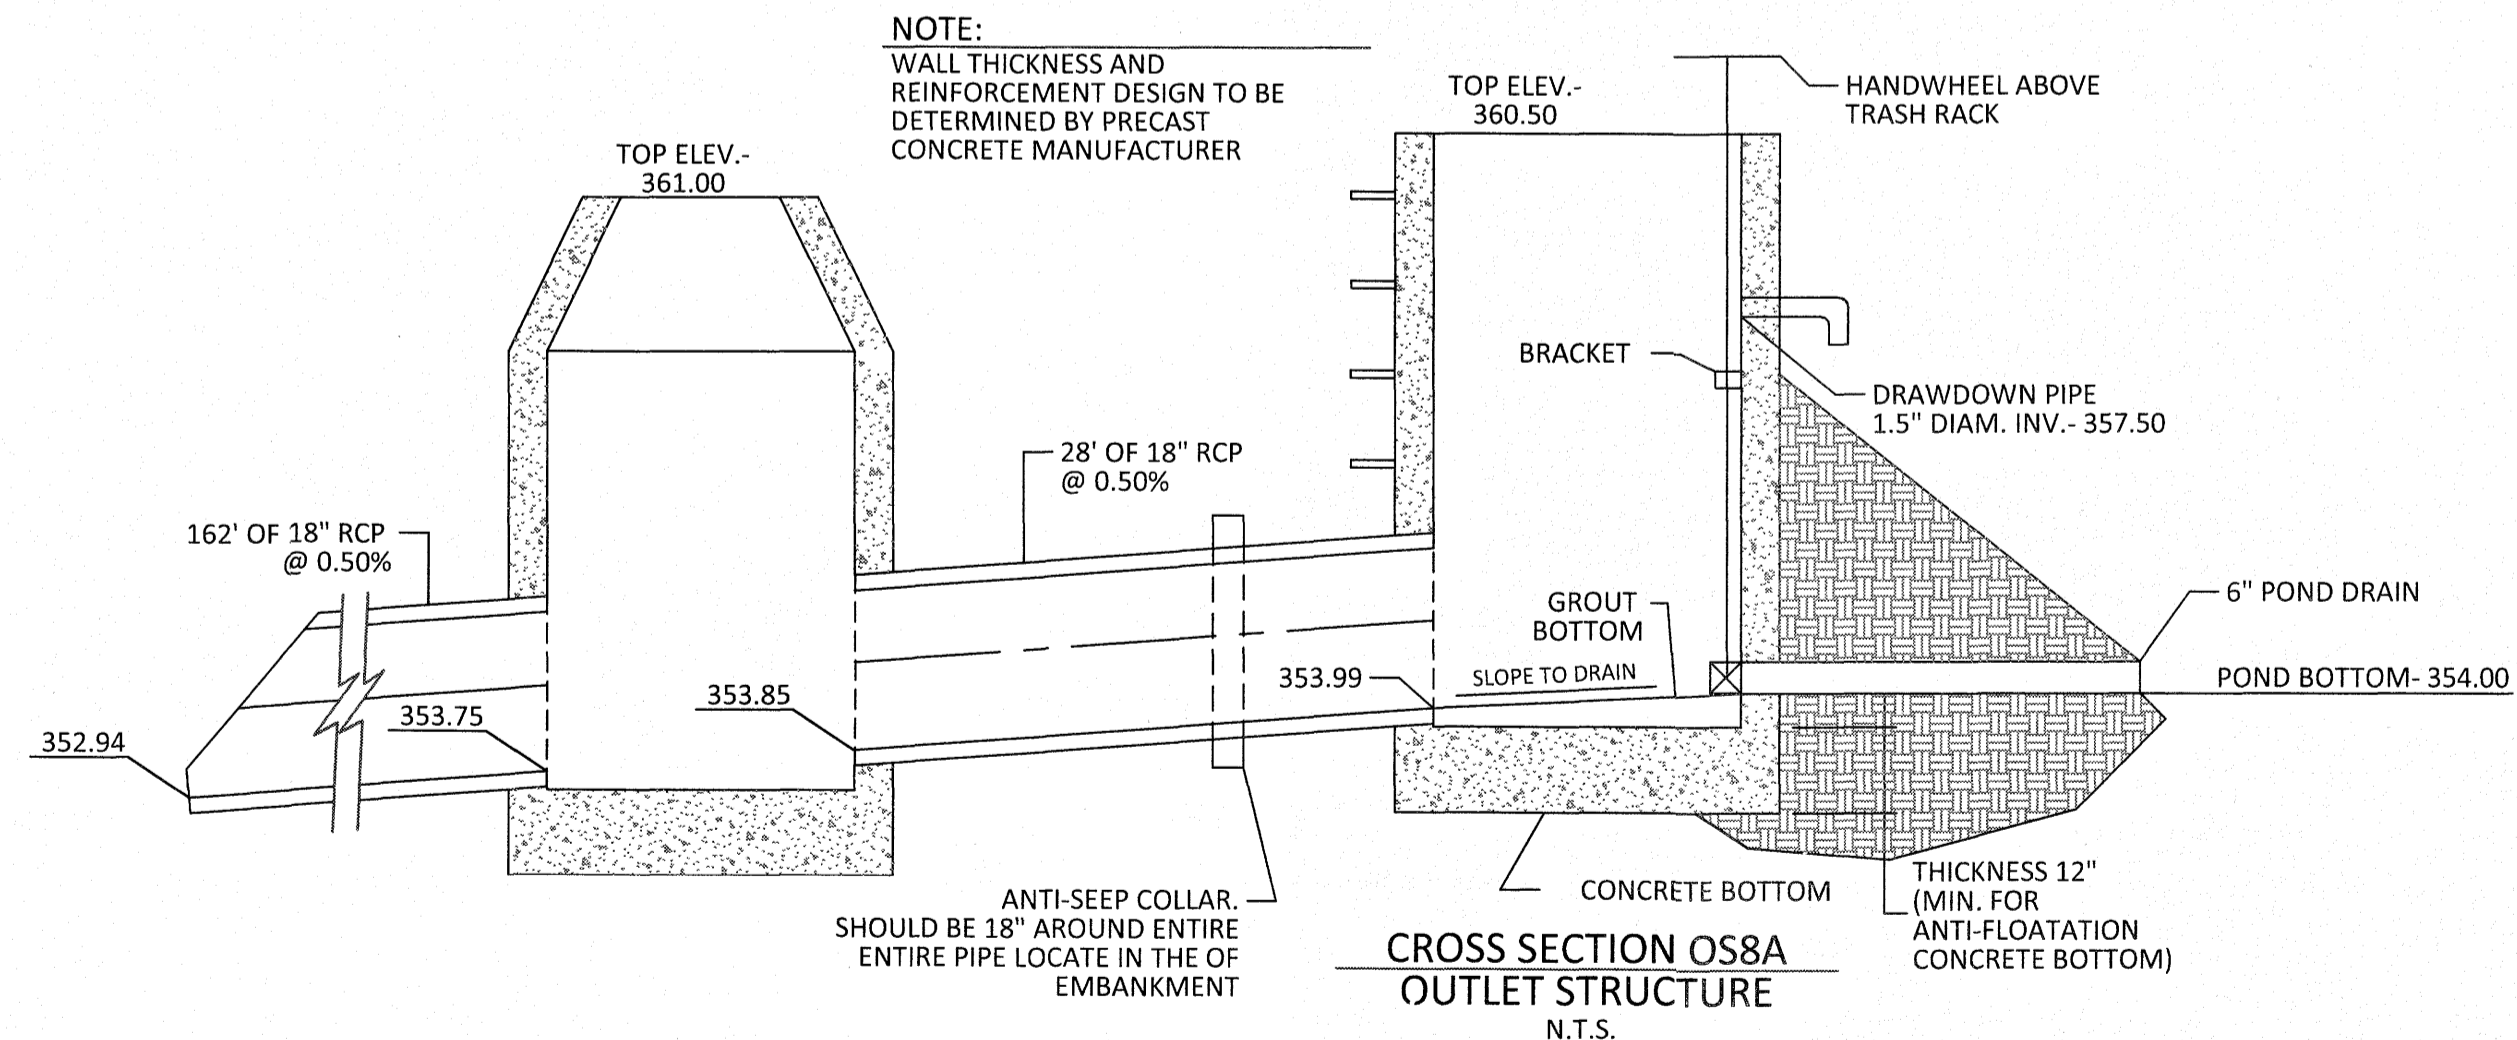 NOTE:
WALL THICKNESS AND
REINFORCEMENT DESIGN TO BE
DETERMINED BY PRECAST
CONCRETE MANUFACTURER
TOP ELEV.-
361.00
TOP ELEV.-
360.50
HANDWHEEL ABOVE
TRASH RACK
BRACKET
DRAWDOWN PIPE
1.5" DIAM. INV.- 357.50
28' OF 18" RCP
@ 0.50%
162' OF 18" RCP
@ 0.50%
GROUT
BOTTOM
6" POND DRAIN
SLOPE TO DRAIN
353.99
POND BOTTOM- 354.00
353.85
353.75
352.94
ANTI-SEEP COLLAR.
SHOULD BE 18" AROUND ENTIRE
ENTIRE PIPE LOCATE IN THE OF
EMBANKMENT
CONCRETE BOTTOM
THICKNESS 12"
(MIN. FOR
ANTI-FLOATATION
CONCRETE BOTTOM)
CROSS SECTION OS8A
OUTLET STRUCTURE
N.T.S.